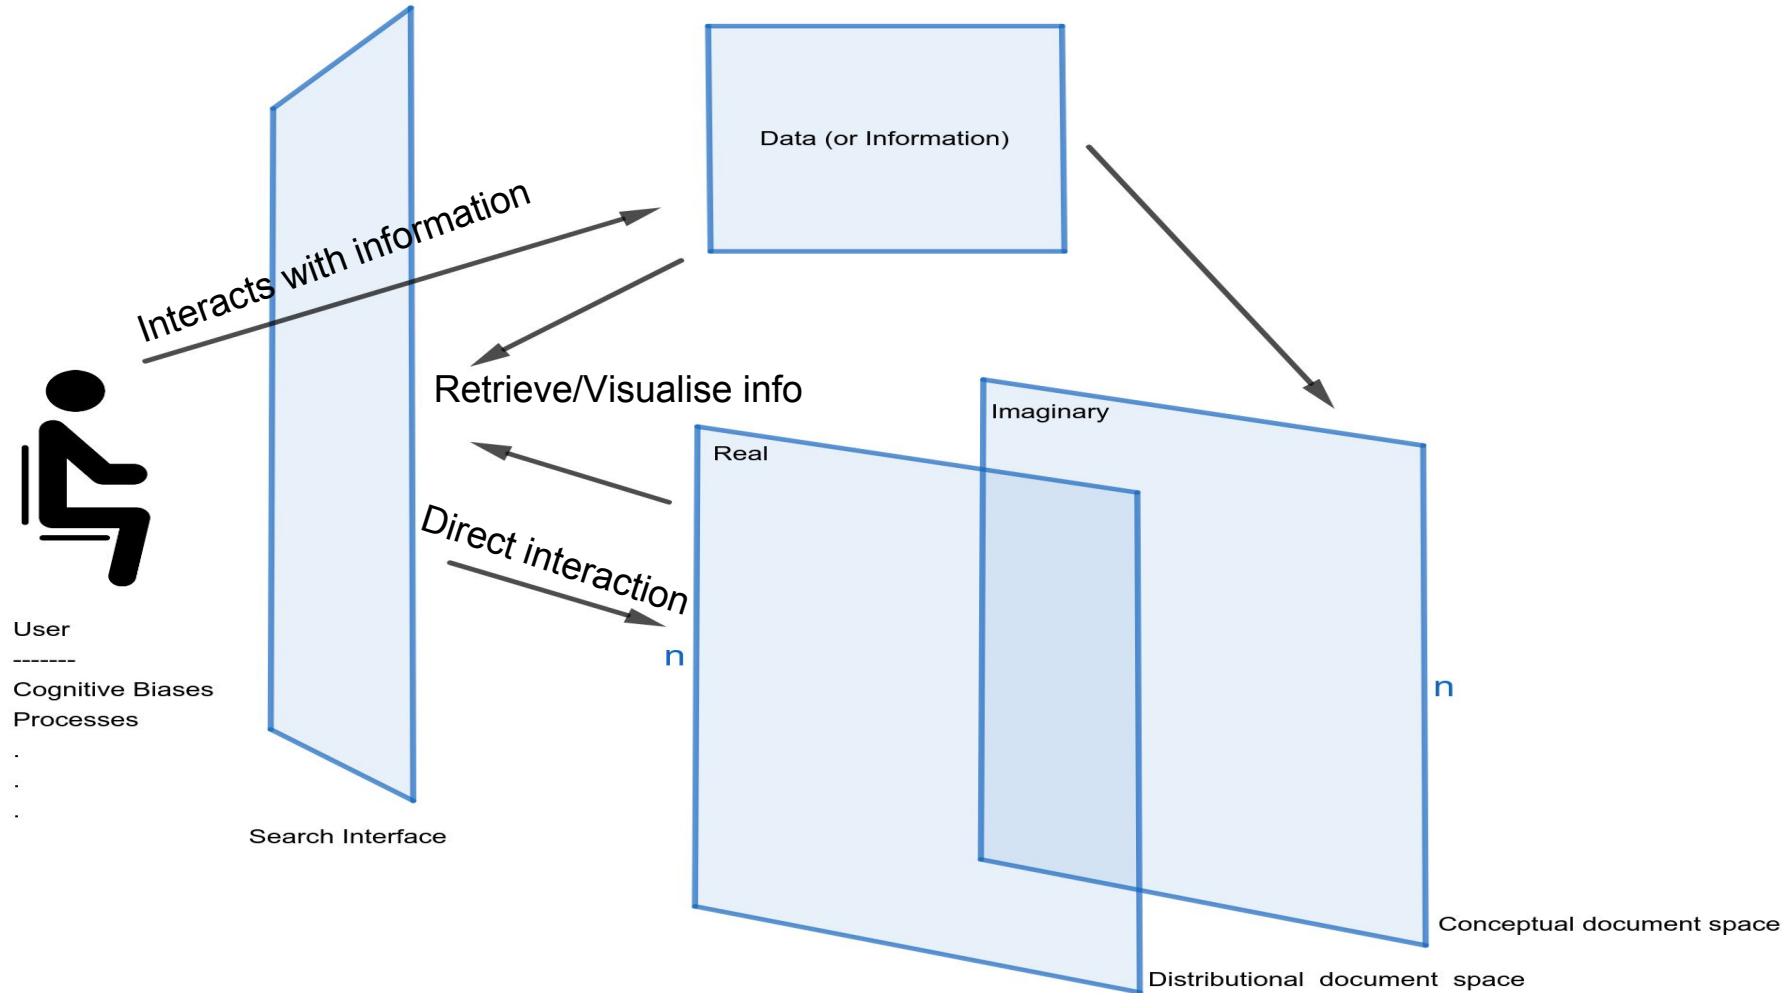 Data (or Information)
Interacts with information
Retrieve/Visualise info
Imaginary
Real
Direct interaction
n
n
User
-------
Cognitive Biases
Processes
.
.
.
Search Interface
Conceptual document space
Distributional document space